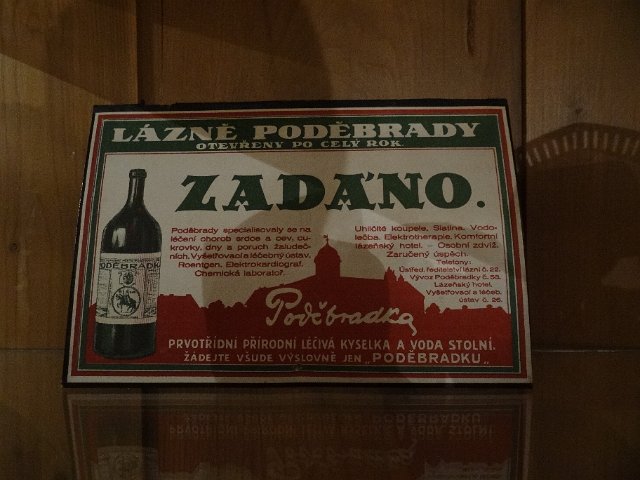 LÁZNĚ PODĚBRADY
OTEVŘENY PO CELÝ ROK.
ZADÁNO.
Poděbrady specialisovaly se na
léčení chorob srdce a cev, cu-
krovky, dny a poruch žaludeč-
ních. Vyšetřovací a léčebný ústav.
Roentgen. Elektrokardiograf.
Chemická laboratoř.
Uhličité koupele, Slatina, Vodo-
léčba. Elektrotherapie. Komfortní
lázeňský hotel. – Osobní zdviž.
Zaručený úspěch.
Telefony:
Ústřed. ředitelství lázní č. 22.
Vývoz Poděbradky č. 53.
Lázeňský hotel.
Vyšetřovací a léčeb.
ústav č. 26.
PODĚBRADKA
Poděbradka
PRVOTŘÍDNÍ PŘÍRODNÍ LÉČIVÁ KYSELKA A VODA STOLNÍ.
ŽÁDEJTE VŠUDE VÝSLOVNĚ JEN „PODĚBRADKU„